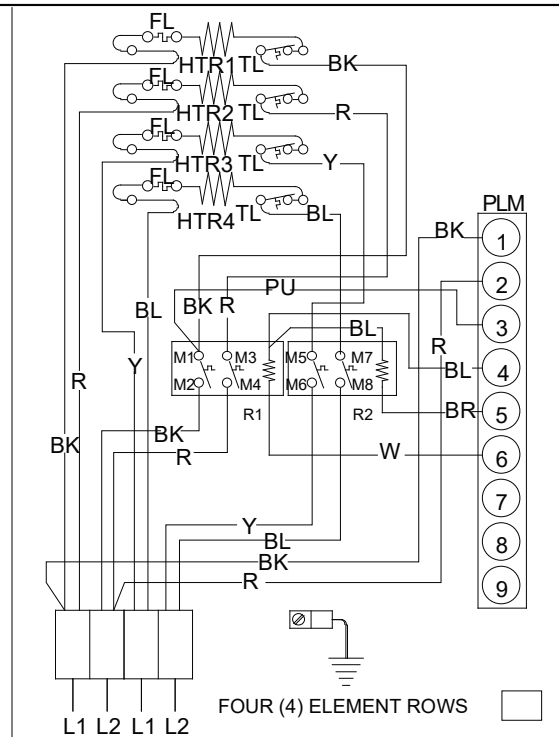 FL
HTR1 TL
BK
FL
HTR2 TL
R
FL
HTR3 TL
Y
FL
HTR4 TL
BL
PLM
BK 1
2
PU
3
BL
BK R
BL
R
M1 M3 M5 M7
4
BL
Y
M2 M4 M6 M8
R
R1 R2
BR 5
BK
BK
R
W 6
7
Y
BL
8
BK
R
9
L1 L2 L1 L2
FOUR (4) ELEMENT ROWS